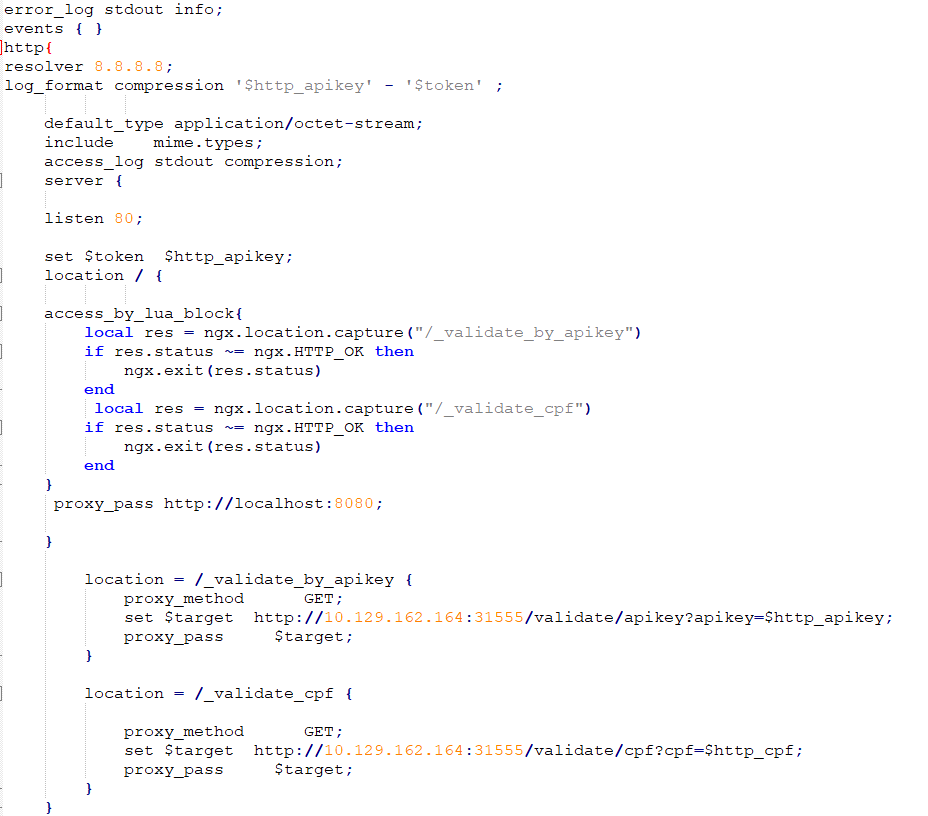 error_log stdout info;
events { }
http{
resolver 8.8.8.8;
log_format compression '$http_apikey' - '$token' ;
default_type application/octet-stream;
include    mime.types;
access_log stdout compression;
server {
listen 80;
set $token  $http_apikey;
location / {
access_by_lua_block{
local res = ngx.location.capture("/_validate_by_apikey")
if res.status ~= ngx.HTTP_OK then
ngx.exit(res.status)
end
local res = ngx.location.capture("/_validate_cpf")
if res.status ~= ngx.HTTP_OK then
ngx.exit(res.status)
end
}
proxy_pass http://localhost:8080;
}
location = /_validate_by_apikey {
proxy_method      GET;
set $target  http://10.129.162.164:31555/validate/apikey?apikey=$http_apikey;
proxy_pass     $target;
}
location = /_validate_cpf {
proxy_method      GET;
set $target  http://10.129.162.164:31555/validate/cpf?cpf=$http_cpf;
proxy_pass     $target;
}
}